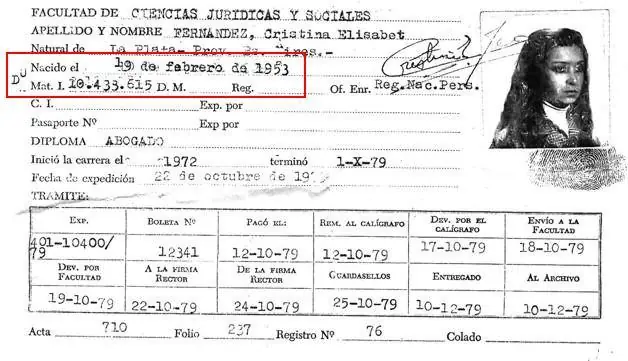 FACULTAD DE CIENCIAS JURIDICAS Y SOCIALES
APELLIDO Y NOMBRE FERNANDEZ, Cristina Elisabet
Natural de La Plata- Prov. Bs. Aires.-
Nacido el 19 de febrero de 1953
DU
Mat. I. 10.433.615 D. M. Reg. Of. Enr. Reg.Nac.Pers.
C. I. Exp. por
Pasaporte Nº Exp por
DIPLOMA ABOGADO
Inició la carrera el 1972 terminó 1-X-79
Fecha de expedición 22 de octubre de
TRAMITE:
EXP. BOLETA Nº PAGÓ EL: REM. AL CALÍGRAFO DEV. POR EL CALÍGRAFO ENVÍO A LA FACULTAD
401-10400/79 12341 12-10-79 12-10-79 17-10-79 18-10-79
DEV. POR FACULTAD A LA FIRMA RECTOR DE LA FIRMA RECTOR GUARDASELLOS ENTREGADO AL ARCHIVO
19-10-79 22-10-79 24-10-79 25-10-79 10-12-79 10-12-79
Acta 710 Folio 237 Registro Nº 76 Colado